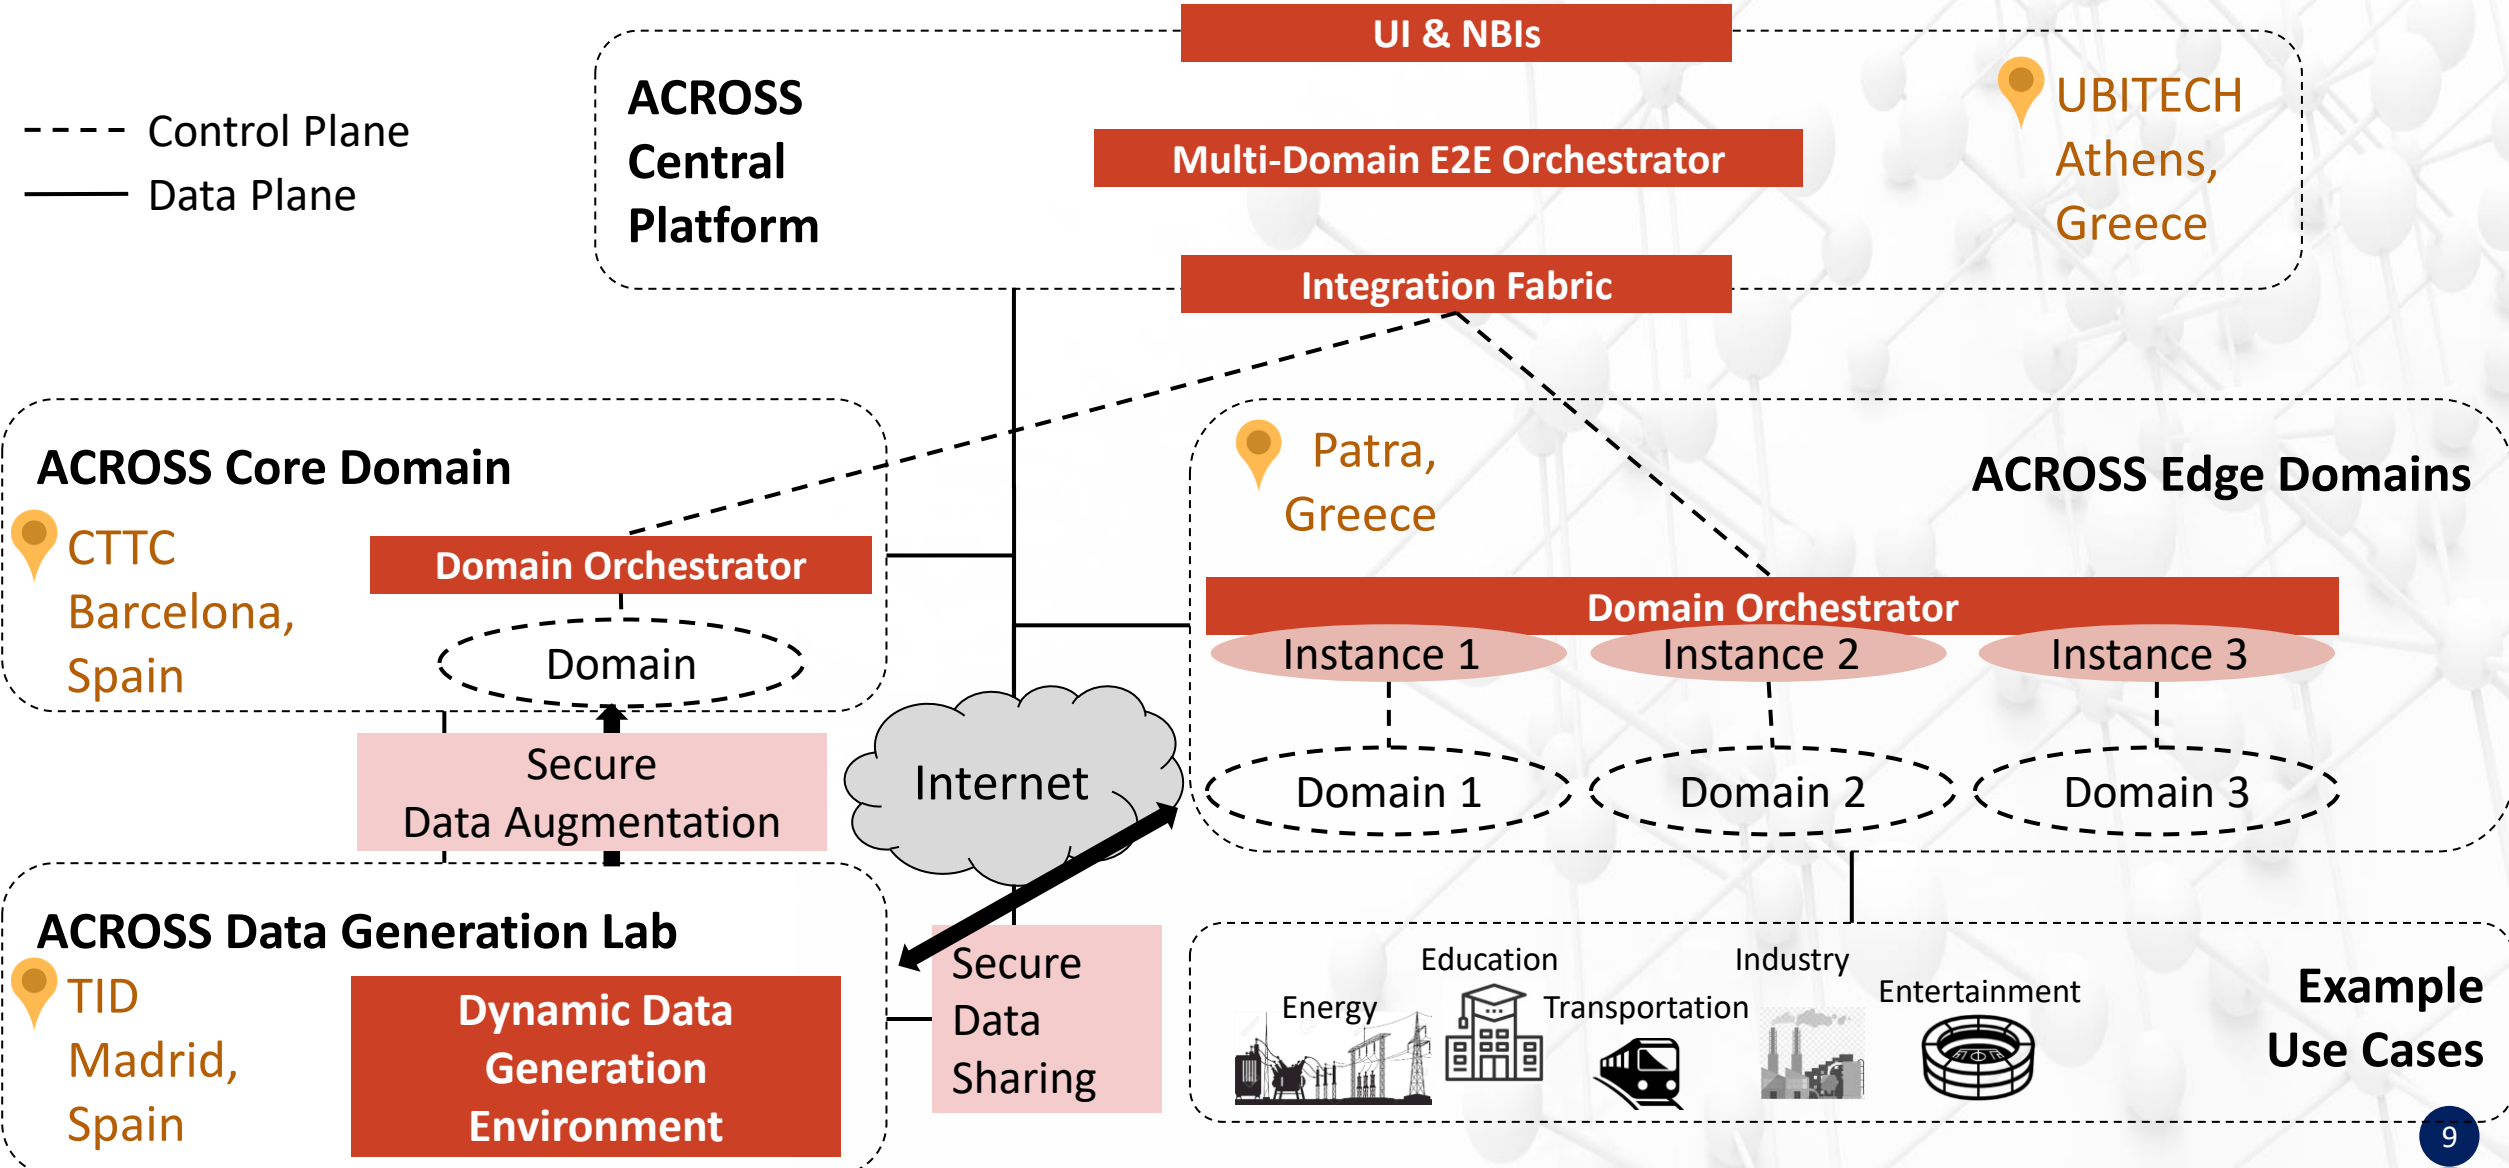 UI & NBIs
ACROSS
Central
Platform
UBITECH
Athens,
Greece
Control Plane
Data Plane
Multi-Domain E2E Orchestrator
Integration Fabric
ACROSS Core Domain
CTTC
Barcelona,
Spain
Domain Orchestrator
Domain
Patra,
Greece
ACROSS Edge Domains
Domain Orchestrator
Instance 1
Instance 2
Instance 3
Domain 1
Domain 2
Domain 3
Secure
Data Augmentation
Internet
ACROSS Data Generation Lab
TID
Madrid,
Spain
Dynamic Data
Generation
Environment
Secure
Data
Sharing
Energy
Education
Transportation
Industry
Entertainment
Example
Use Cases
9